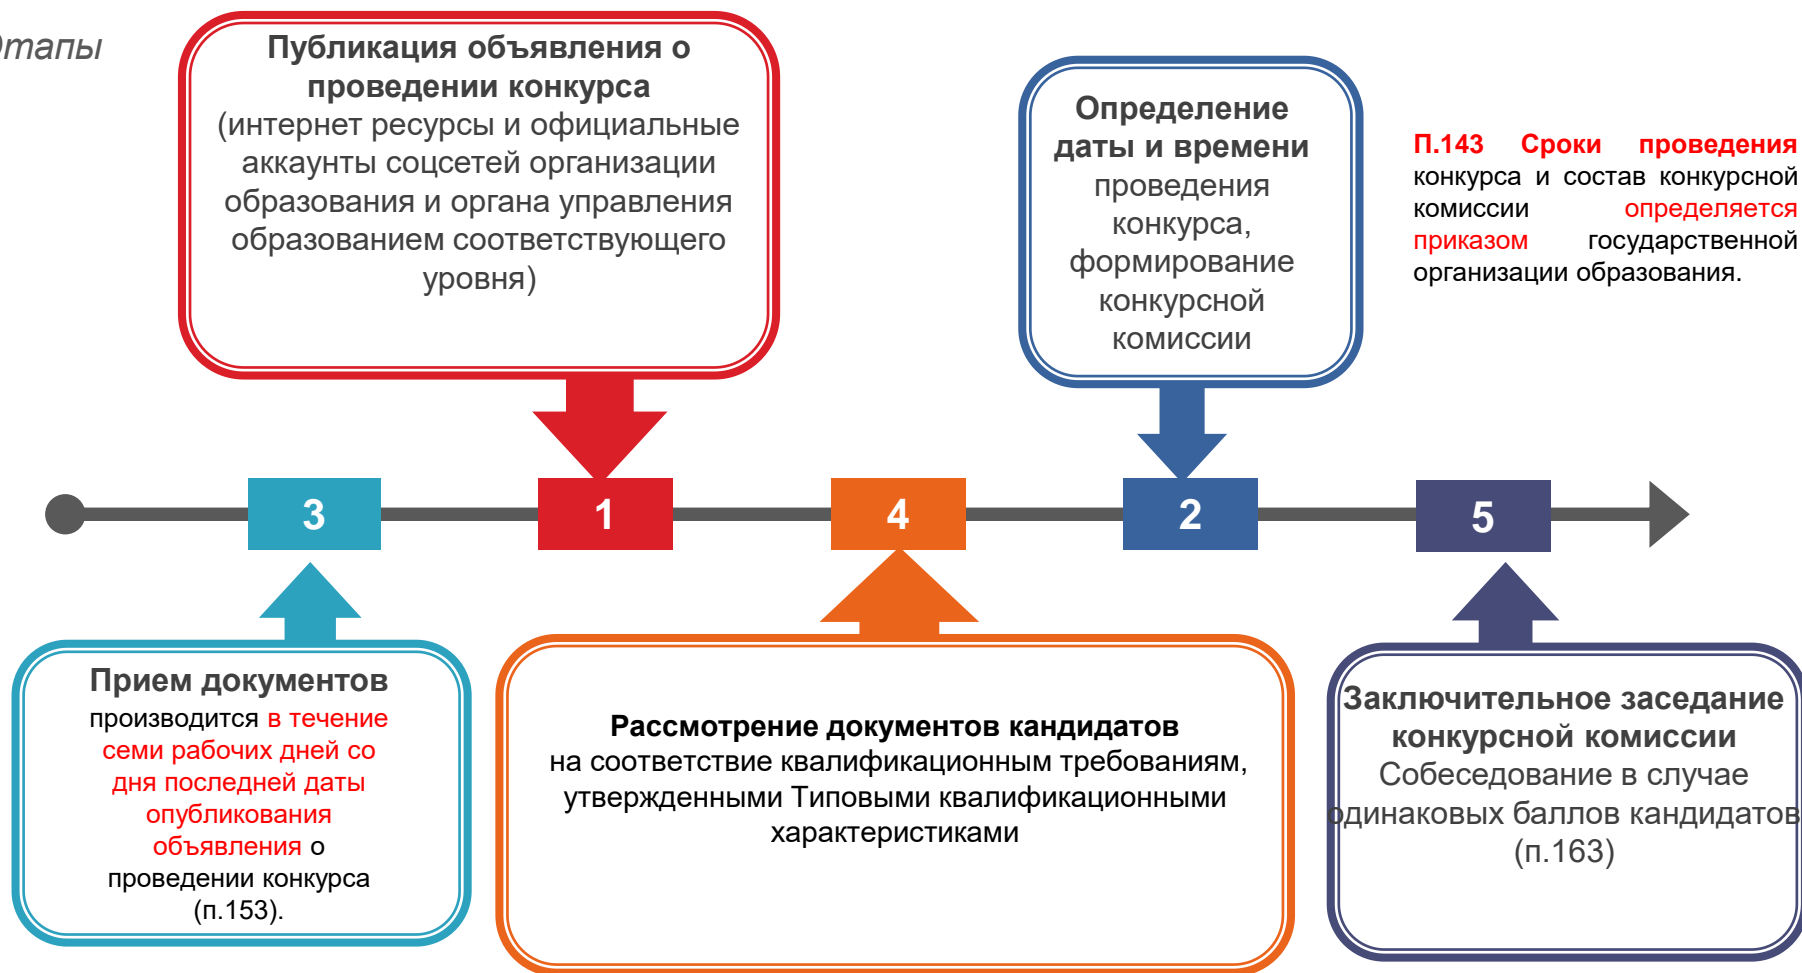 Этапы
Публикация объявления о
проведении конкурса
(интернет ресурсы и официальные
аккаунты соцсетей организации
образования и органа управления
образованием соответствующего
уровня)
Определение
даты и времени
проведения
конкурса,
формирование
конкурсной
комиссии
П.143 Сроки проведения
конкурса и состав конкурсной
комиссии определяется
приказом государственной
организации образования.
3
1
4
2
5
Прием документов
производится в течение
семи рабочих дней со
дня последней даты
опубликования
объявления о
проведении конкурса
(п.153).
Рассмотрение документов кандидатов
на соответствие квалификационным требованиям,
утвержденными Типовыми квалификационными
характеристиками
Заключительное заседание
конкурсной комиссии
Собеседование в случае
одинаковых баллов кандидатов
(п.163)